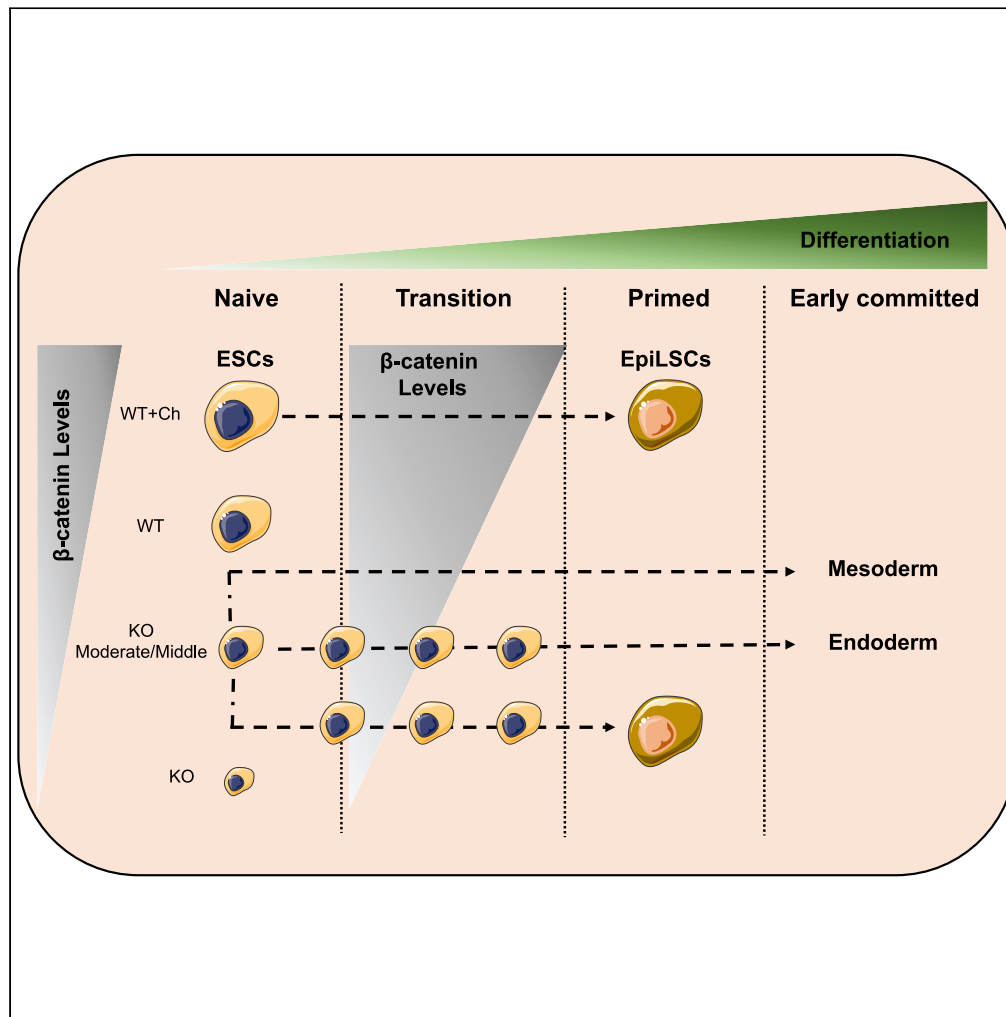 Differentiation
Naive
Transition
Primed
Early committed
ESCs
β-catenin
Levels
EpiLSCs
β-catenin Levels
WT+Ch
WT
Mesoderm
KO
Moderate/Middle
Endoderm
KO